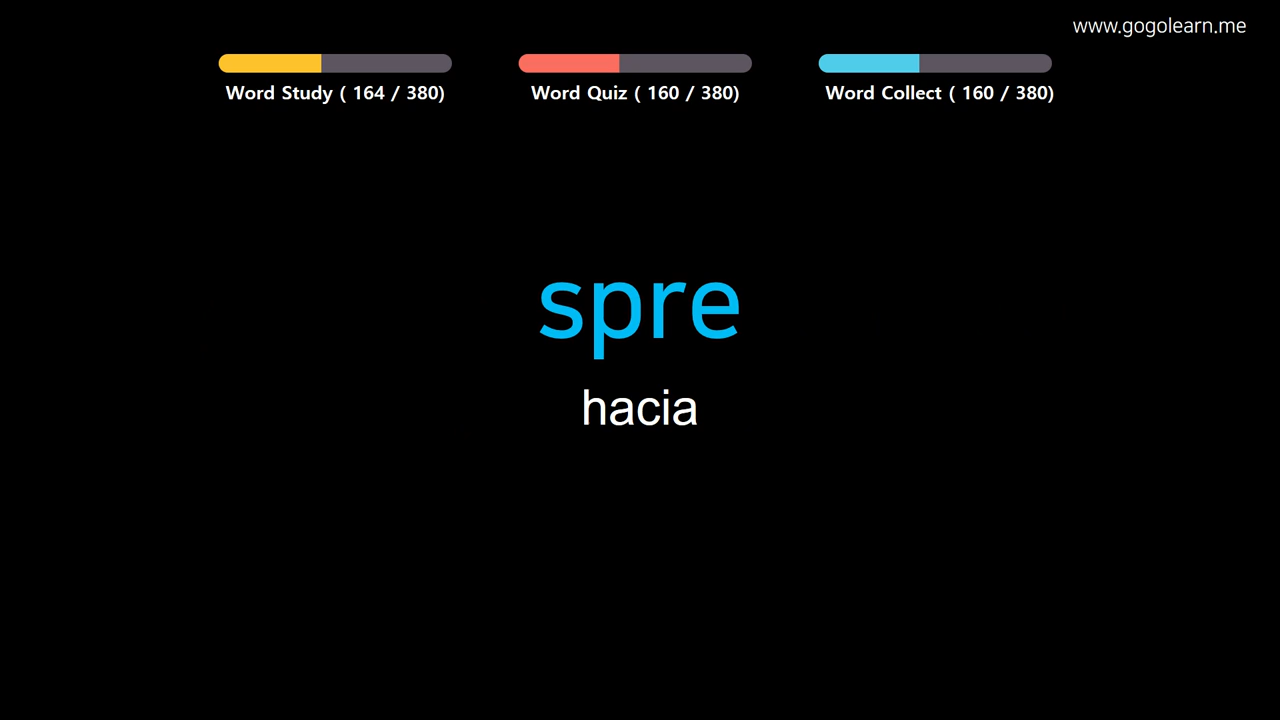 www.gogolearn.me
Word Study ( 164 / 380)
Word Quiz ( 160 / 380)
Word Collect ( 160 / 380)
spre
hacia